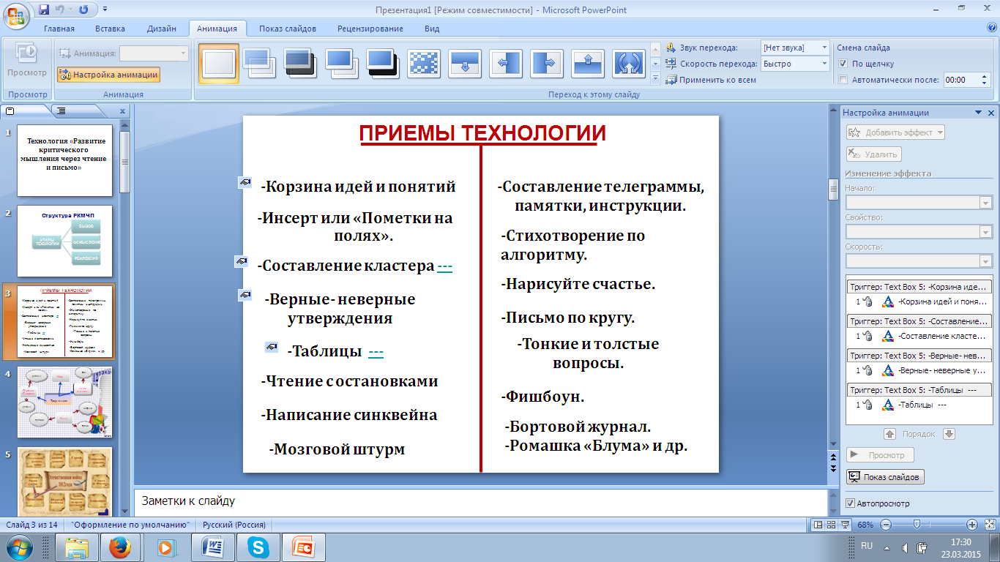 Презентация1 [Режим совместимости] - Microsoft PowerPoint
Главная
Вставка
Дизайн
Анимация
Показ слайдов
Рецензирование
Вид
Просмотр
Анимация:
Настройка анимации
Звук перехода:
[Нет звука]
Скорость перехода:
Быстро
Применить ко всем
Смена слайда
По щелчку
Автоматически после:
00:00
Просмотр
Анимация
Переход к этому слайду
1
Технология «Развитие
критического
мышления через чтение
и письмо»
2
Структура РКМЧП
3
ПРИЕМЫ ТЕХНОЛОГИИ
4
5
Отечественная война
1812года
ПРИЕМЫ ТЕХНОЛОГИИ
-Корзина идей и понятий
-Инсерт или «Пометки на
полях».
-Составление кластера ---
-Верные- неверные
утверждения
-Таблицы ---
-Чтение с остановками
-Написание синквейна
-Мозговой штурм
-Составление телеграммы,
памятки, инструкции.
-Стихотворение по
алгоритму.
-Нарисуйте счастье.
-Письмо по кругу.
-Тонкие и толстые
вопросы.
-Фишбоун.
-Бортовой журнал.
-Ромашка «Блума» и др.
Заметки к слайду
Настройка анимации
Добавить эффект
Удалить
Изменение эффекта
Начало:
Свойство:
Скорость:
Триггер: Text Box 5: -Корзина иде...
1 -Корзина идей и поня...
Триггер: Text Box 5: -Составление...
1 -Составление класте...
Триггер: Text Box 5: -Верные- нев...
1 -Верные- неверные у...
Триггер: Text Box 5: -Таблицы ---
1 -Таблицы ---
Порядок
Просмотр
Показ слайдов
Автопросмотр
Слайд 3 из 14
"Оформление по умолчанию"
Русский (Россия)
68%
RU
17:30
23.03.2015